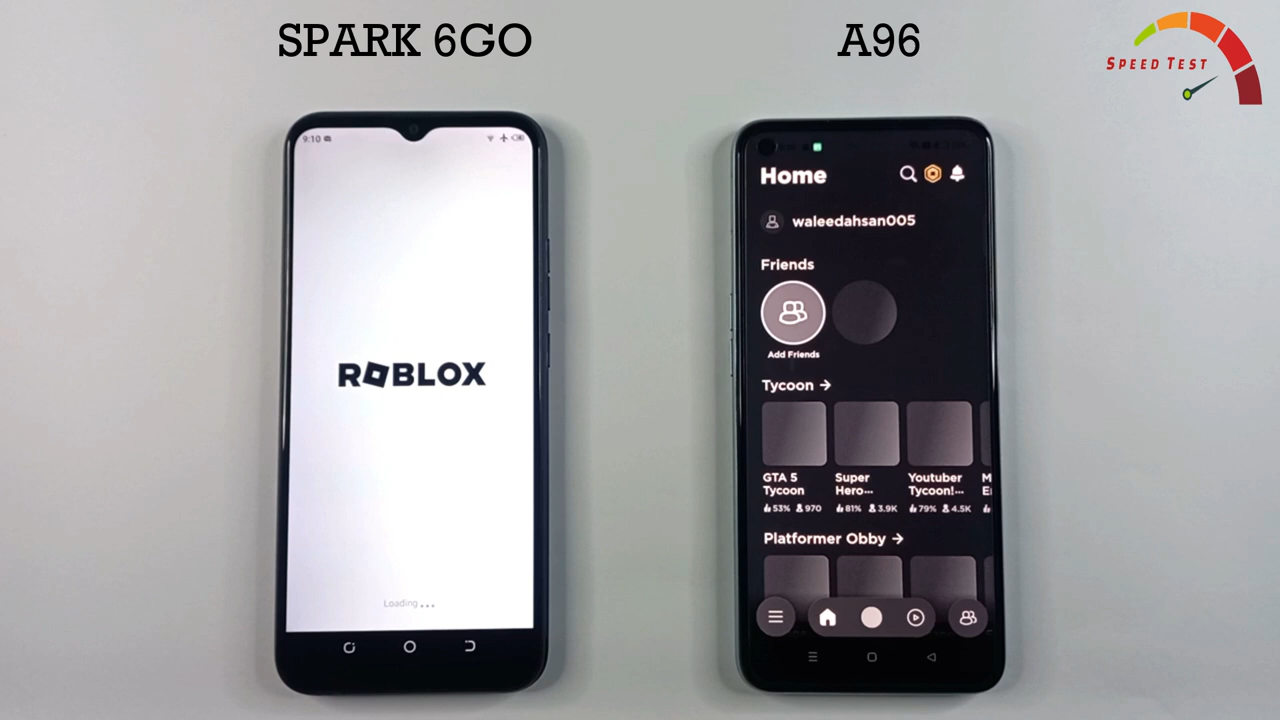 SPARK 6GO
A96
SPEED TEST
9:10
ROBLOX
Loading...
Home
waleedahsan005
Friends
Add Friends
Tycoon →
GTA 5 Tycoon
53% 970
Super Hero...
81% 3.9K
Youtuber Tycoon!...
79% 4.5K
Platformer Obby →